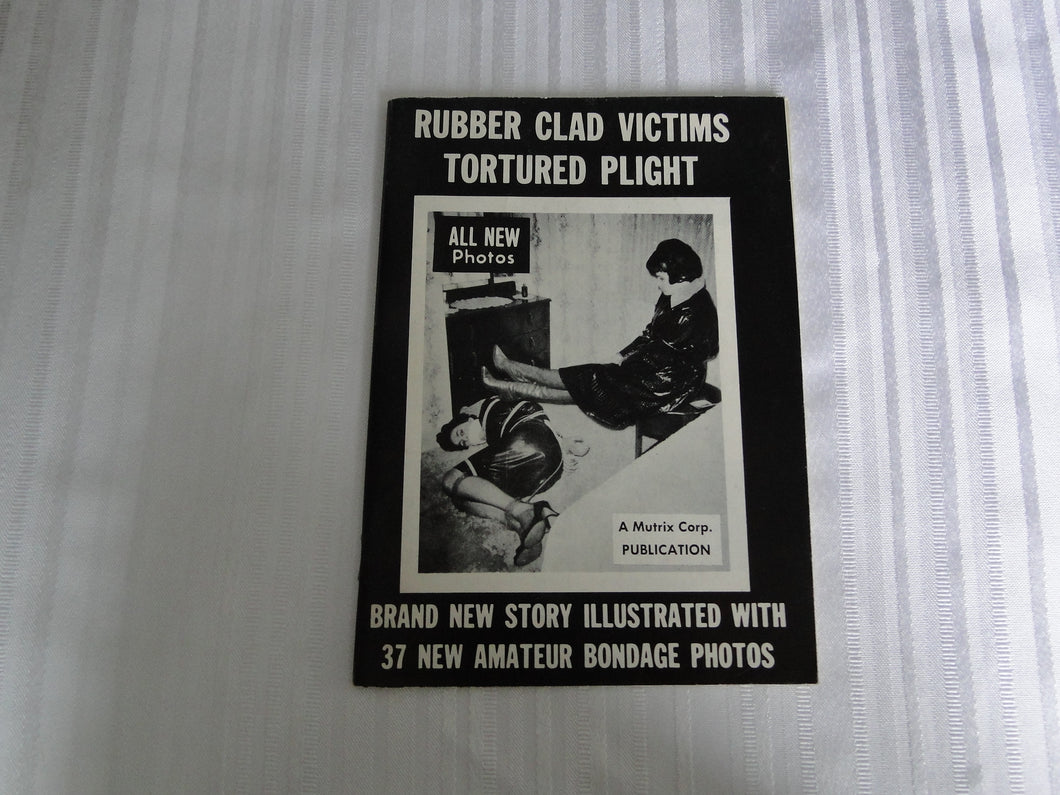 RUBBER CLAD VICTIMS
TORTURED PLIGHT
ALL NEW
Photos
A Mutrix Corp.
PUBLICATION
BRAND NEW STORY ILLUSTRATED WITH
37 NEW AMATEUR BONDAGE PHOTOS